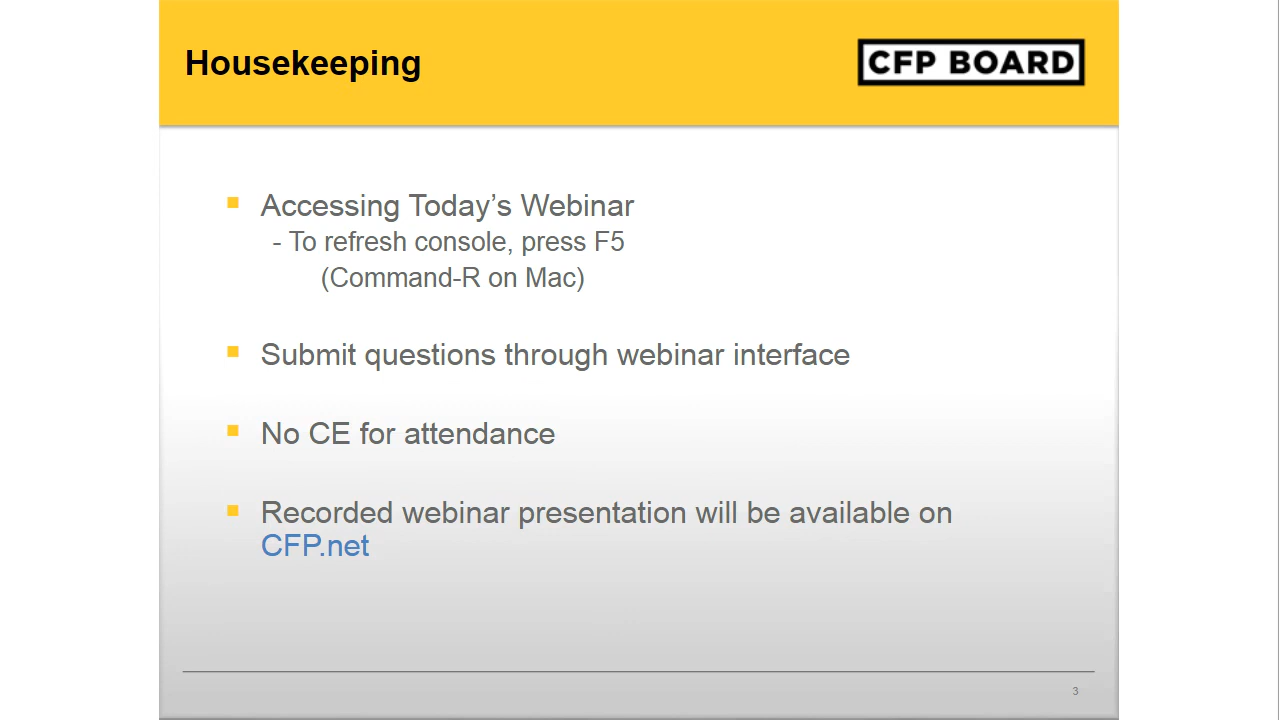 Housekeeping
CFP BOARD
▪ Accessing Today’s Webinar
- To refresh console, press F5
(Command-R on Mac)
▪ Submit questions through webinar interface
▪ No CE for attendance
▪ Recorded webinar presentation will be available on
CFP.net
3